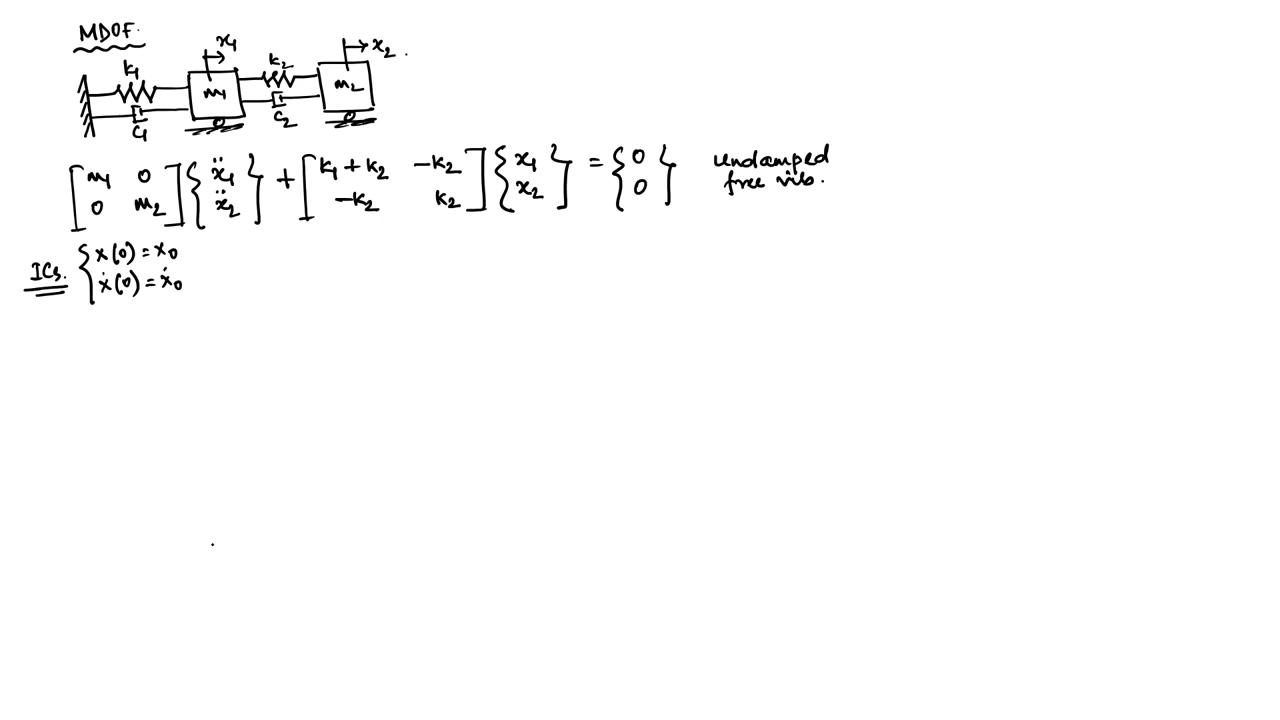 MDOF.
x₁ x₂
k₁ k₂
m₁ m₂
c₁ c₂
[m₁ 0; 0 m₂] {ẍ₁; ẍ₂} + [k₁ + k₂ -k₂; -k₂ k₂] {x₁; x₂} = {0; 0} undamped
free vib.
ICs. { x(0) = x₀
ẋ(0) = ẋ₀